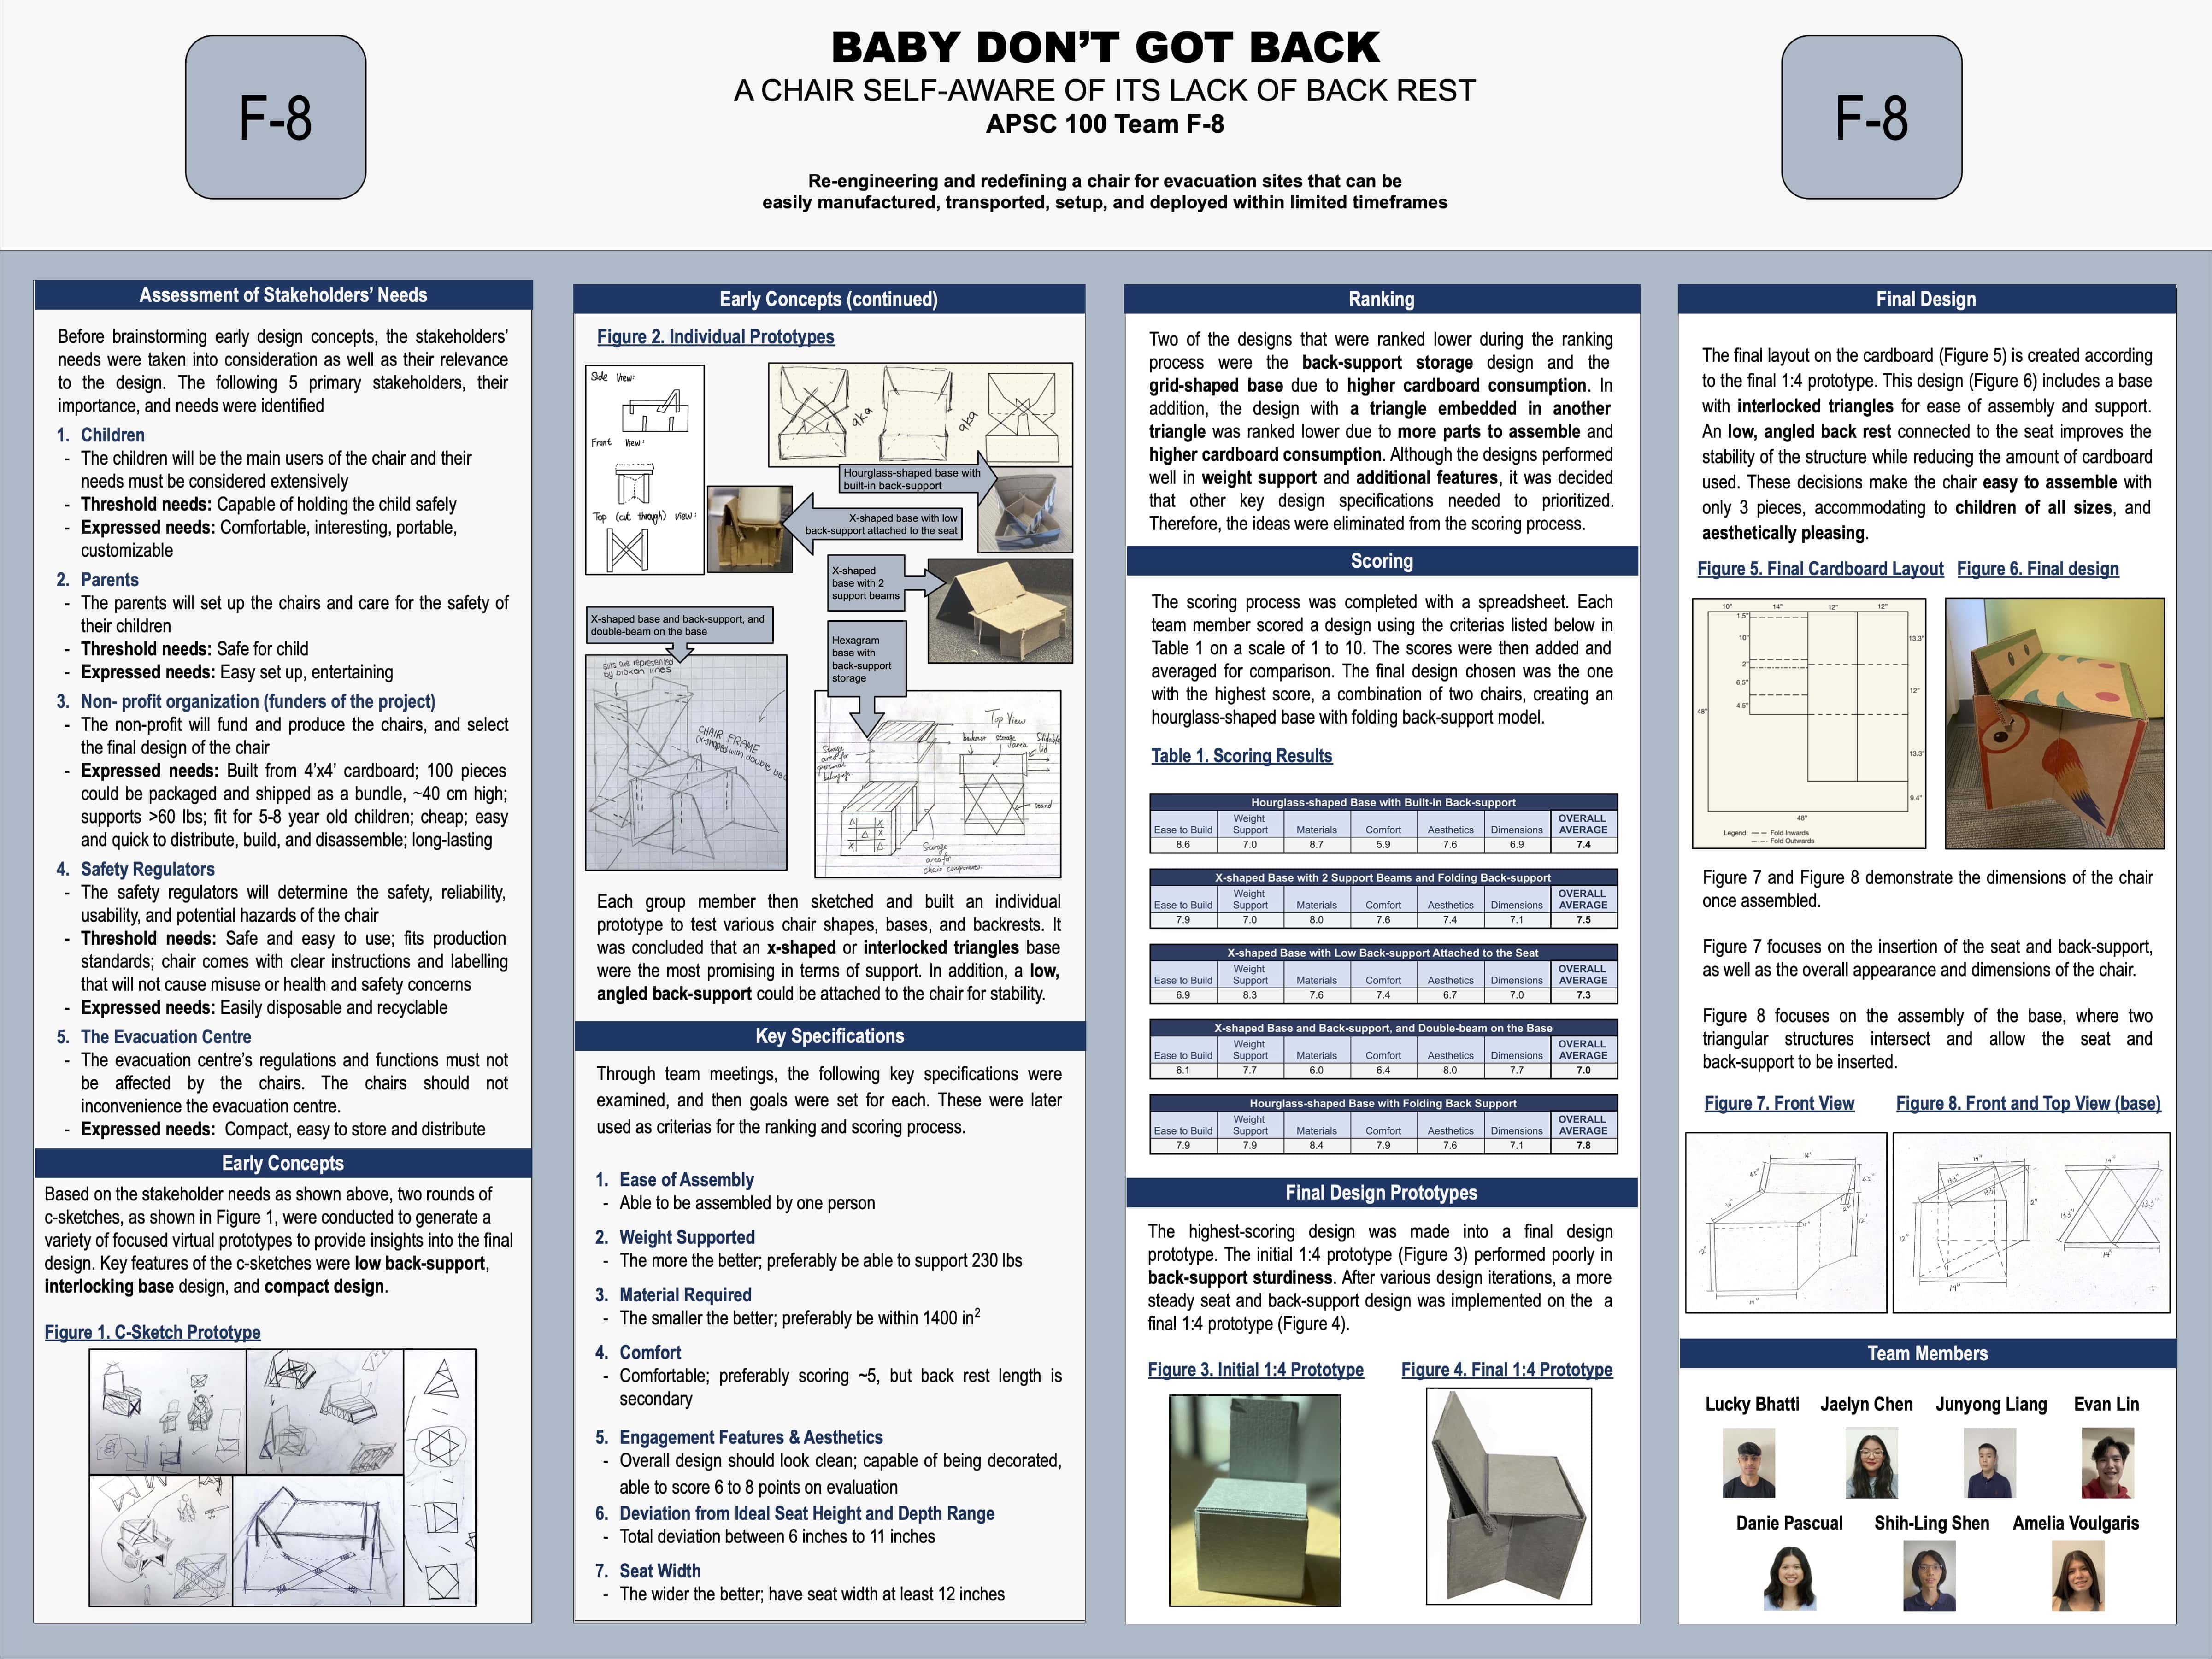 F-8
BABY DON'T GOT BACK
A CHAIR SELF-AWARE OF ITS LACK OF BACK REST
APSC 100 Team F-8
Re-engineering and redefining a chair for evacuation sites that can be
easily manufactured, transported, setup, and deployed within limited timeframes
F-8
Assessment of Stakeholders' Needs
Before brainstorming early design concepts, the stakeholders'
needs were taken into consideration as well as their relevance
to the design. The following 5 primary stakeholders, their
importance, and needs were identified
1. Children
- The children will be the main users of the chair and their
needs must be considered extensively
- Threshold needs: Capable of holding the child safely
- Expressed needs: Comfortable, interesting, portable,
customizable
2. Parents
- The parents will set up the chairs and care for the safety of
their children
- Threshold needs: Safe for child
- Expressed needs: Easy set up, entertaining
3. Non- profit organization (funders of the project)
- The non-profit will fund and produce the chairs, and select
the final design of the chair
- Expressed needs: Built from 4'x4' cardboard; 100 pieces
could be packaged and shipped as a bundle, ~40 cm high;
supports >60 lbs; fit for 5-8 year old children; cheap; easy
and quick to distribute, build, and disassemble; long-lasting
4. Safety Regulators
- The safety regulators will determine the safety, reliability,
usability, and potential hazards of the chair
- Threshold needs: Safe and easy to use; fits production
standards; chair comes with clear instructions and labelling
that will not cause misuse or health and safety concerns
- Expressed needs: Easily disposable and recyclable
5. The Evacuation Centre
- The evacuation centre's regulations and functions must not
be affected by the chairs. The chairs should not
inconvenience the evacuation centre.
- Expressed needs: Compact, easy to store and distribute
Early Concepts
Based on the stakeholder needs as shown above, two rounds of
c-sketches, as shown in Figure 1, were conducted to generate a
variety of focused virtual prototypes to provide insights into the final
design. Key features of the c-sketches were low back-support,
interlocking base design, and compact design.
Figure 1. C-Sketch Prototype
Early Concepts (continued)
Figure 2. Individual Prototypes
Side View:
Front View:
Top (cut through) view:
aka
aka
Hourglass-shaped base with
built-in back-support
X-shaped base with low
back-support attached to the seat
X-shaped
base with 2
support beams
X-shaped base and back-support, and
double-beam on the base
Hexagram
base with
back-support
storage
cuts are represented
by broken lines
CHAIR FRAME
(x-shaped with double be
Top View
backrest storage area
Slidable lid
Storage
area for
personal
belongings
stand
Storage
area for
chair components
Each group member then sketched and built an individual
prototype to test various chair shapes, bases, and backrests. It
was concluded that an x-shaped or interlocked triangles base
were the most promising in terms of support. In addition, a low,
angled back-support could be attached to the chair for stability.
Key Specifications
Through team meetings, the following key specifications were
examined, and then goals were set for each. These were later
used as criterias for the ranking and scoring process.
1. Ease of Assembly
- Able to be assembled by one person
2. Weight Supported
- The more the better; preferably be able to support 230 lbs
3. Material Required
- The smaller the better; preferably be within 1400 in²
4. Comfort
- Comfortable; preferably scoring ~5, but back rest length is
secondary
5. Engagement Features & Aesthetics
- Overall design should look clean; capable of being decorated,
able to score 6 to 8 points on evaluation
6. Deviation from Ideal Seat Height and Depth Range
- Total deviation between 6 inches to 11 inches
7. Seat Width
- The wider the better; have seat width at least 12 inches
Ranking
Two of the designs that were ranked lower during the ranking
process were the back-support storage design and the
grid-shaped base due to higher cardboard consumption. In
addition, the design with a triangle embedded in another
triangle was ranked lower due to more parts to assemble and
higher cardboard consumption. Although the designs performed
well in weight support and additional features, it was decided
that other key design specifications needed to prioritized.
Therefore, the ideas were eliminated from the scoring process.
Scoring
The scoring process was completed with a spreadsheet. Each
team member scored a design using the criterias listed below in
Table 1 on a scale of 1 to 10. The scores were then added and
averaged for comparison. The final design chosen was the one
with the highest score, a combination of two chairs, creating an
hourglass-shaped base with folding back-support model.
Table 1. Scoring Results
Hourglass-shaped Base with Built-in Back-support
Ease to Build Weight Support Materials Comfort Aesthetics Dimensions OVERALL AVERAGE
8.6 7.0 8.7 5.9 7.6 6.9 7.4
X-shaped Base with 2 Support Beams and Folding Back-support
Ease to Build Weight Support Materials Comfort Aesthetics Dimensions OVERALL AVERAGE
7.9 7.0 8.0 7.6 7.4 7.1 7.5
X-shaped Base with Low Back-support Attached to the Seat
Ease to Build Weight Support Materials Comfort Aesthetics Dimensions OVERALL AVERAGE
6.9 8.3 7.6 7.4 6.7 7.0 7.3
X-shaped Base and Back-support, and Double-beam on the Base
Ease to Build Weight Support Materials Comfort Aesthetics Dimensions OVERALL AVERAGE
6.1 7.7 6.0 6.4 8.0 7.7 7.0
Hourglass-shaped Base with Folding Back Support
Ease to Build Weight Support Materials Comfort Aesthetics Dimensions OVERALL AVERAGE
7.9 7.9 8.4 7.9 7.6 7.1 7.8
Final Design Prototypes
The highest-scoring design was made into a final design
prototype. The initial 1:4 prototype (Figure 3) performed poorly in
back-support sturdiness. After various design iterations, a more
steady seat and back-support design was implemented on the a
final 1:4 prototype (Figure 4).
Figure 3. Initial 1:4 Prototype
Figure 4. Final 1:4 Prototype
Final Design
The final layout on the cardboard (Figure 5) is created according
to the final 1:4 prototype. This design (Figure 6) includes a base
with interlocked triangles for ease of assembly and support.
An low, angled back rest connected to the seat improves the
stability of the structure while reducing the amount of cardboard
used. These decisions make the chair easy to assemble with
only 3 pieces, accommodating to children of all sizes, and
aesthetically pleasing.
Figure 5. Final Cardboard Layout
Figure 6. Final design
10" 14" 12" 12"
1.5"
10"
13.3"
2"
6.5"
12"
4.5"
48"
13.3"
9.4"
48"
Legend: Fold Inwards
Fold Outwards
Figure 7 and Figure 8 demonstrate the dimensions of the chair
once assembled.
Figure 7 focuses on the insertion of the seat and back-support,
as well as the overall appearance and dimensions of the chair.
Figure 8 focuses on the assembly of the base, where two
triangular structures intersect and allow the seat and
back-support to be inserted.
Figure 7. Front View
Figure 8. Front and Top View (base)
12"
14"
14"
13.3"
13.3"
12"
12"
14"
14"
13.3"
13.3"
14"
Team Members
Lucky Bhatti Jaelyn Chen Junyong Liang Evan Lin
Danie Pascual Shih-Ling Shen Amelia Voulgaris